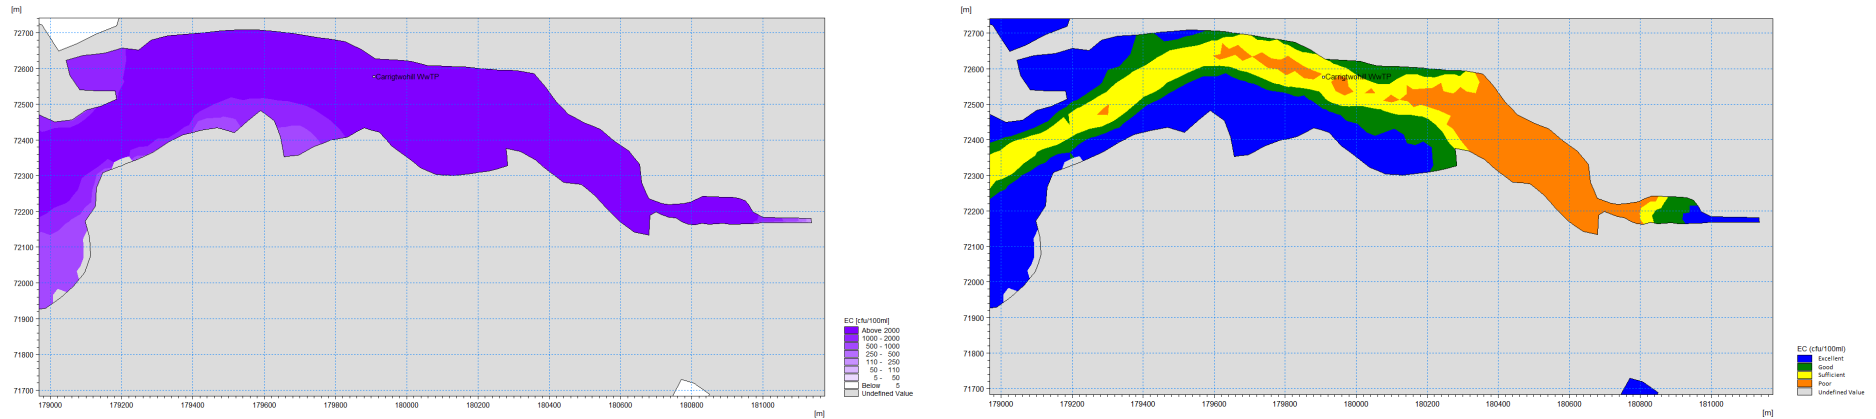 [m]
72700
72600
72500
72400
72300
72200
72100
72000
71900
71800
71700
179000 179200 179400 179600 179800 180000 180200 180400 180600 180800 181000
[m]
Carrigtwohill WwTP
EC [cfu/100ml]
Above 2000
1000 - 2000
500 - 1000
250 - 500
110 - 250
50 - 110
5 - 50
Below 5
Undefined Value
[m]
72700
72600
72500
72400
72300
72200
72100
72000
71900
71800
71700
179000 179200 179400 179600 179800 180000 180200 180400 180600 180800 181000
[m]
Carrigtwohill WwTP
EC (cfu/100ml)
Excellent
Good
Sufficient
Poor
Undefined Value